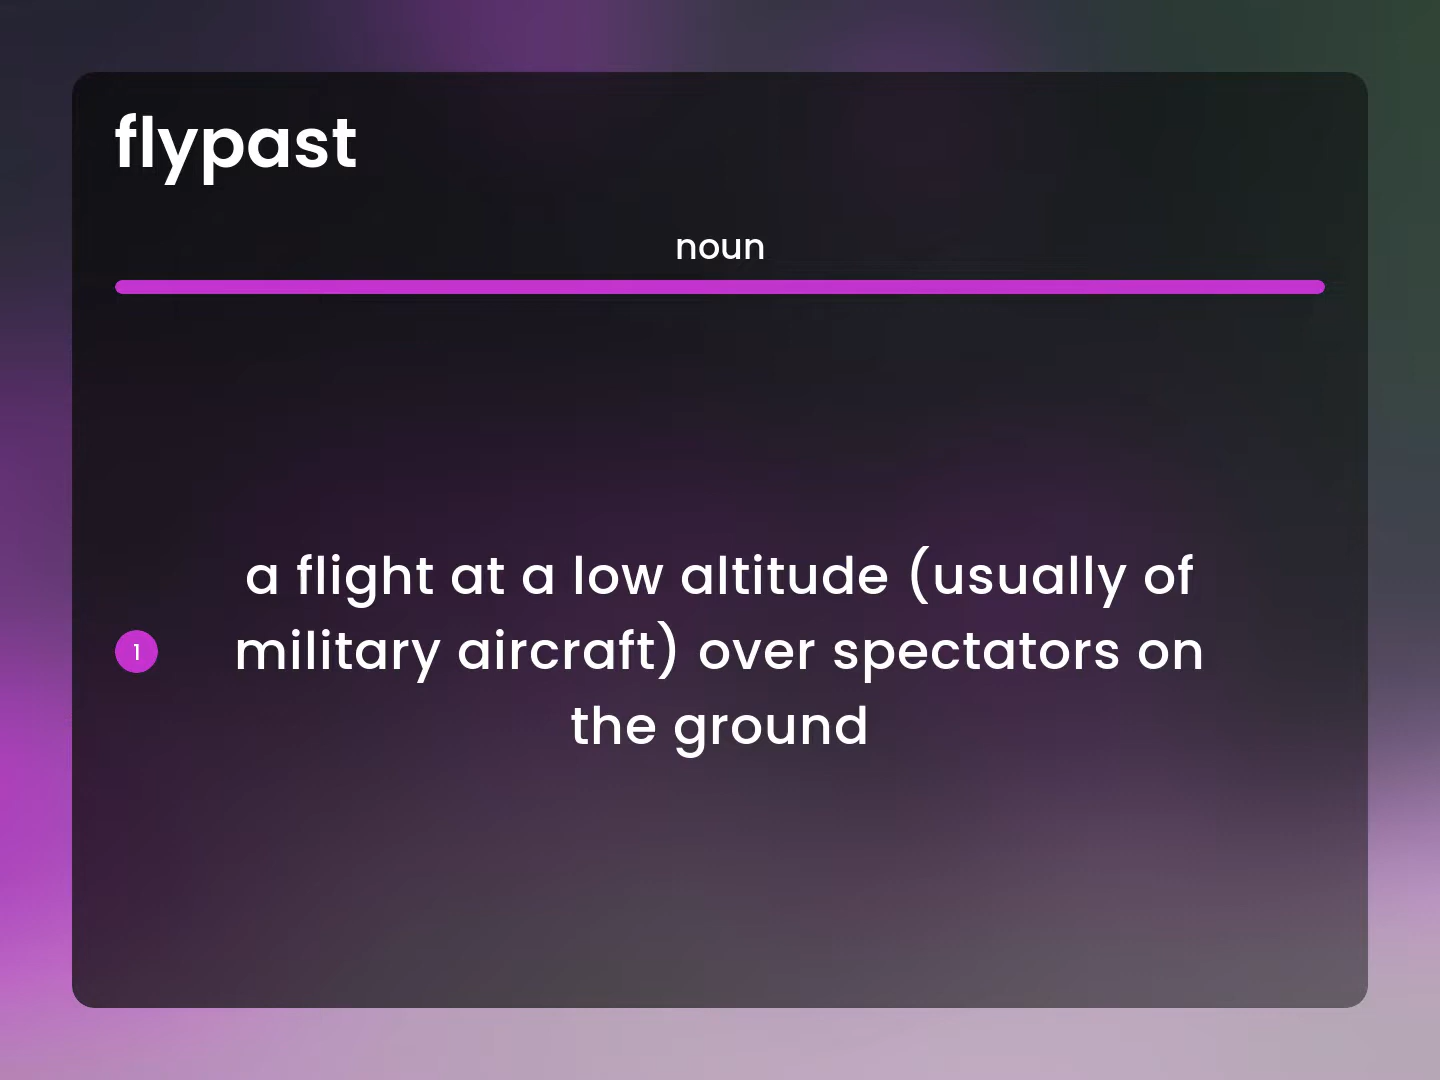 flypast
noun
a flight at a low altitude (usually of
1
military aircraft) over spectators on
the ground